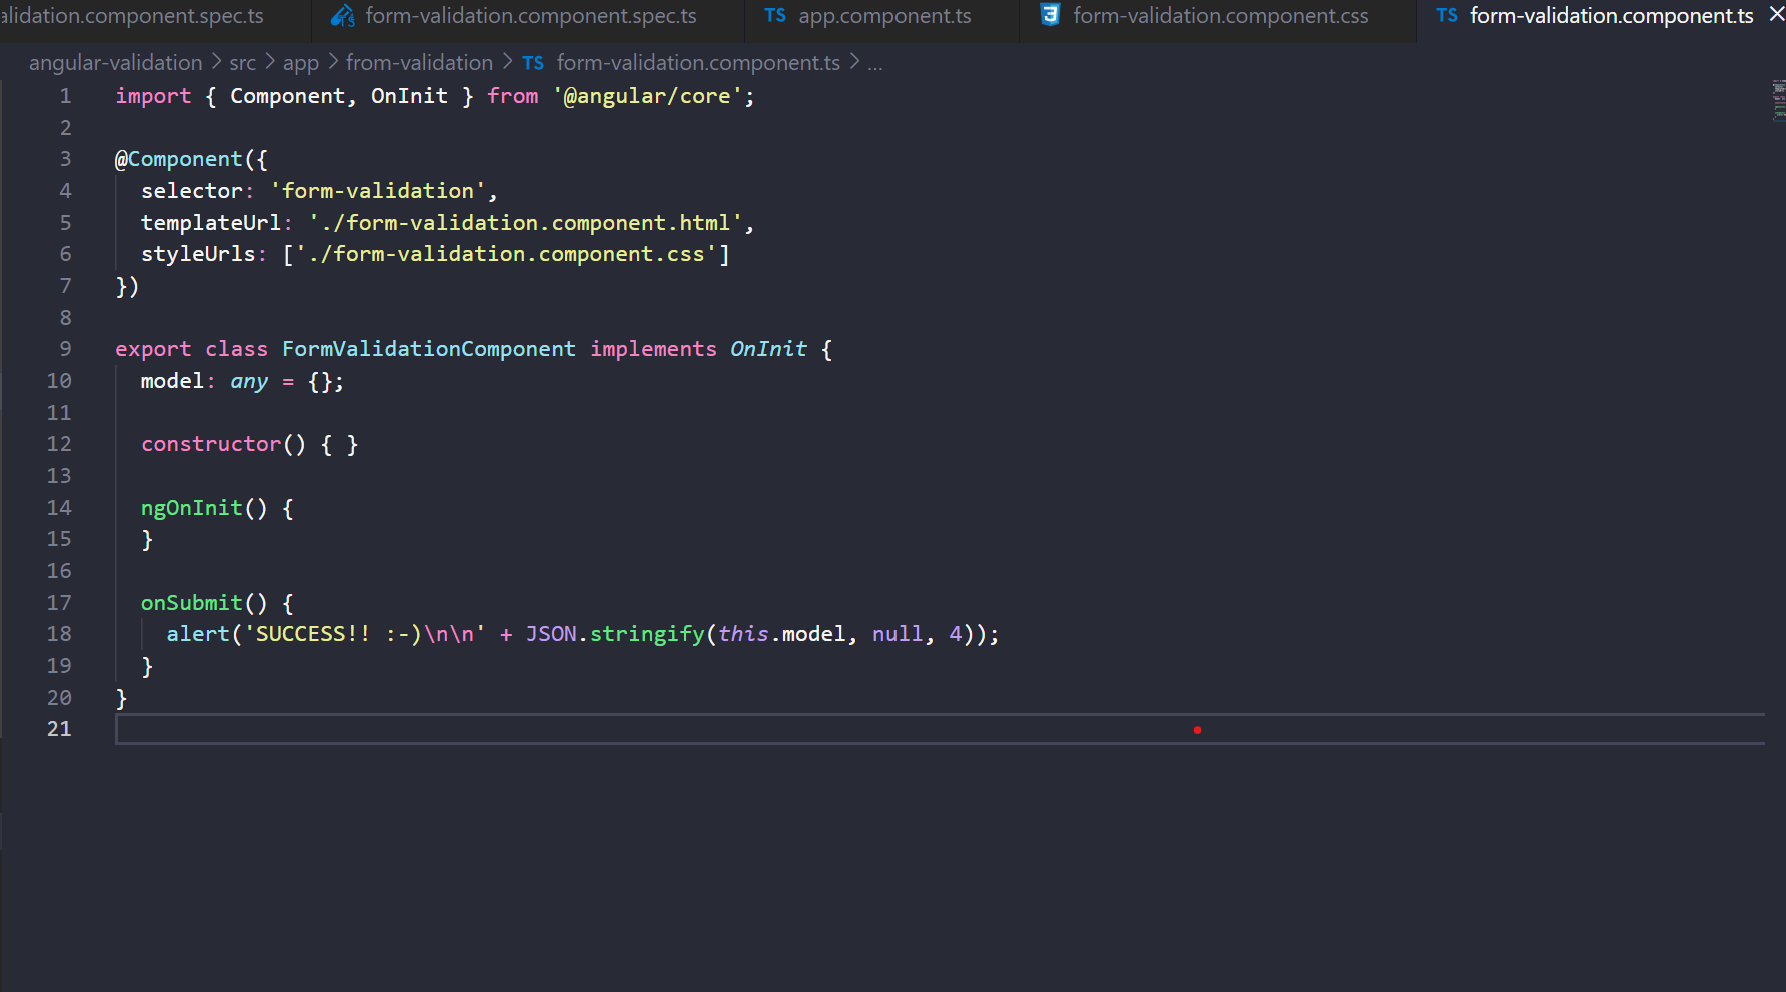 lidation.component.spec.ts form-validation.component.spec.ts TS app.component.ts form-validation.component.css TS form-validation.component.ts
angular-validation > src > app > from-validation > TS form-validation.component.ts > ...
1 import { Component, OnInit } from '@angular/core';
2
3 @Component({
4 selector: 'form-validation',
5 templateUrl: './form-validation.component.html',
6 styleUrls: ['./form-validation.component.css']
7 })
8
9 export class FormValidationComponent implements OnInit {
10 model: any = {};
11
12 constructor() { }
13
14 ngOnInit() {
15 }
16
17 onSubmit() {
18 alert('SUCCESS!! :-)\n\n' + JSON.stringify(this.model, null, 4));
19 }
20 }
21